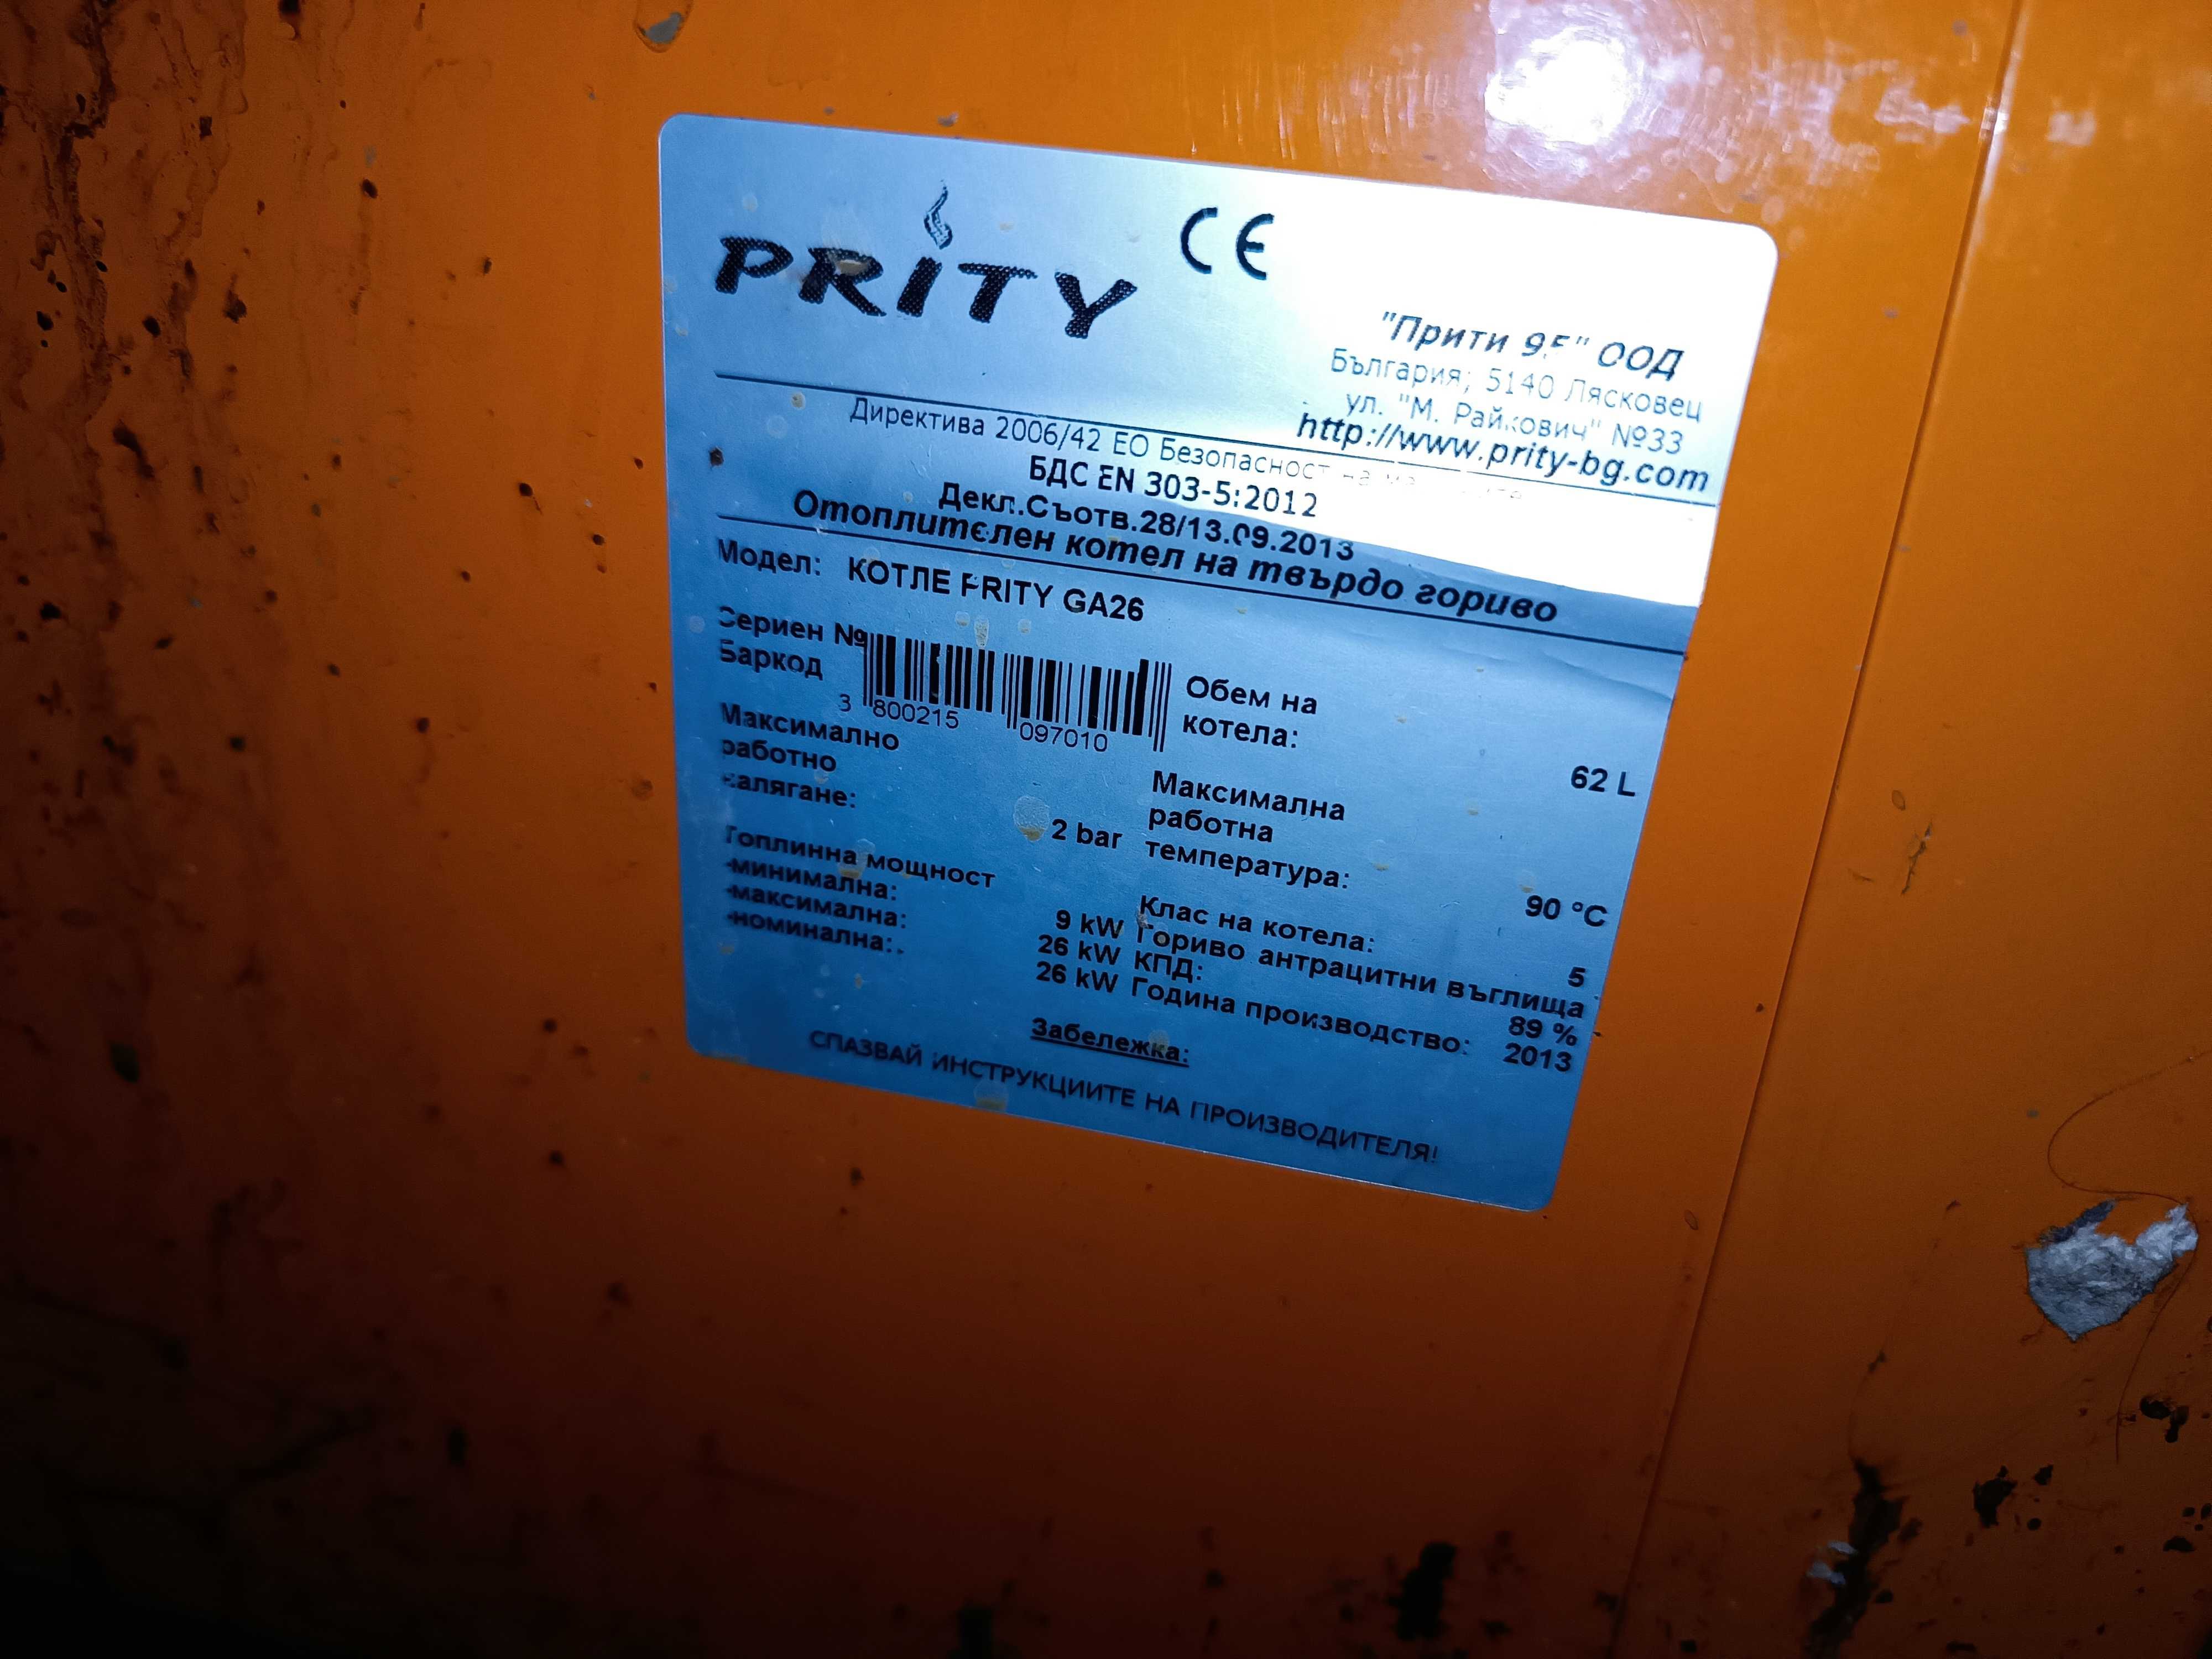 PRITY CE
"Прити 95" ООД
България; 5140 Лясковец
ул. "М. Райкович" №33
http://www.prity-bg.com
Директива 2006/42 ЕО Безопасност на
БДС EN 303-5:2012
Декл.Съотв.28/13.09.2013
Отоплителен котел на твърдо гориво
Модел: КОТЛЕ PRITY GA26
Сериен №
Баркод
3 800215 097010
Обем на
котела:
62 L
Максимално
работно
налягане:
2 bar
Максимална
работна
температура:
90 °C
Топлинна мощност
-минимална: 9 kW
-максимална: 26 kW
-номинална: 26 kW
Клас на котела: 5
Гориво антрацитни въглища
КПД: 89 %
Година производство: 2013
Забележка:
СПАЗВАЙ ИНСТРУКЦИИТЕ НА ПРОИЗВОДИТЕЛЯ!